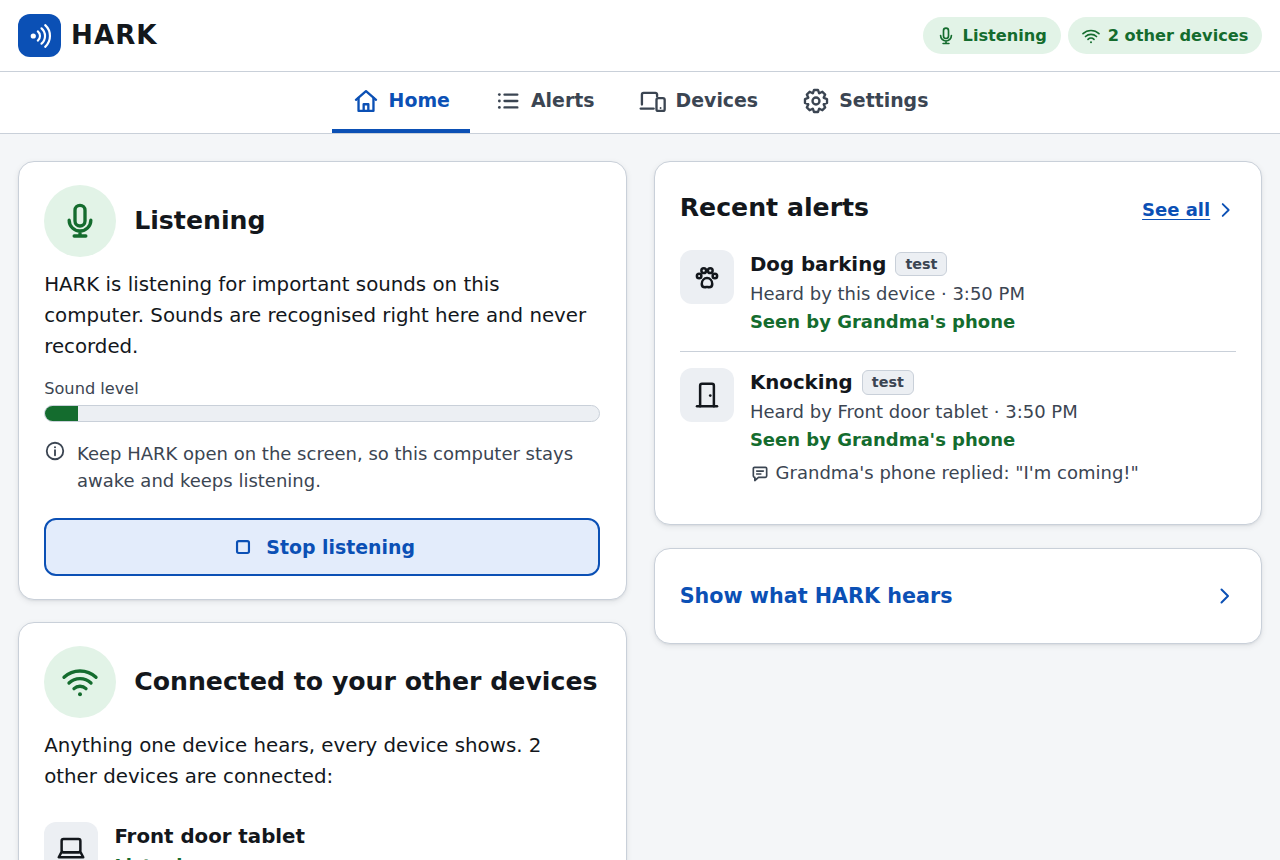 HARK
Listening
2 other devices
Home
Alerts
Devices
Settings
Listening
HARK is listening for important sounds on this
computer. Sounds are recognised right here and never
recorded.
Sound level
Keep HARK open on the screen, so this computer stays
awake and keeps listening.
Stop listening
Connected to your other devices
Anything one device hears, every device shows. 2
other devices are connected:
Front door tablet
Recent alerts
See all
Dog barking test
Heard by this device · 3:50 PM
Seen by Grandma's phone
Knocking test
Heard by Front door tablet · 3:50 PM
Seen by Grandma's phone
Grandma's phone replied: "I'm coming!"
Show what HARK hears